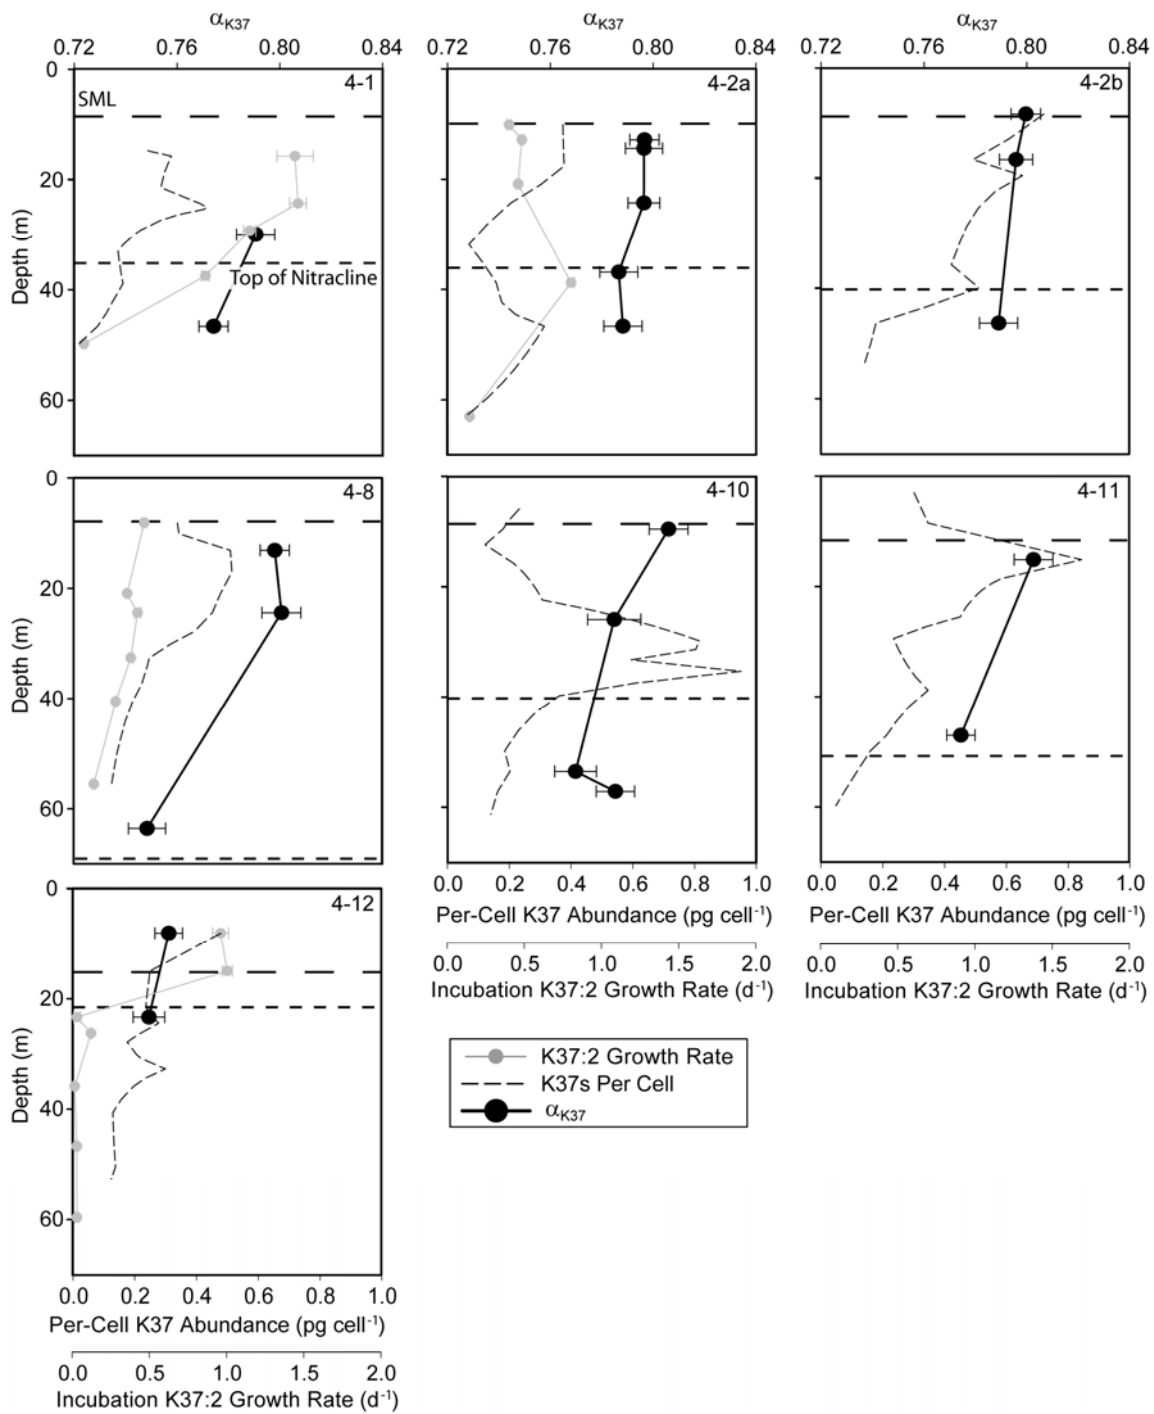 αK37 αK37
0.72 0.76 0.80 0.84 0.72 0.76 0.80 0.84 0.72 0.76 0.80 0.84
0 4-1 4-2a 4-2b
SML
20
Top of Nitracline
40
60
Depth (m)
0 4-8 4-10 4-11
20
40
60
Depth (m)
0.0 0.2 0.4 0.6 0.8 1.0 0.0 0.2 0.4 0.6 0.8 1.0
Per-Cell K37 Abundance (pg cell⁻¹) Per-Cell K37 Abundance (pg cell⁻¹)
0.0 0.5 1.0 1.5 2.0 0.0 0.5 1.0 1.5 2.0
Incubation K37:2 Growth Rate (d⁻¹) Incubation K37:2 Growth Rate (d⁻¹)
0 4-12
20
40
60
Depth (m)
0.0 0.2 0.4 0.6 0.8 1.0
Per-Cell K37 Abundance (pg cell⁻¹)
0.0 0.5 1.0 1.5 2.0
Incubation K37:2 Growth Rate (d⁻¹)
K37:2 Growth Rate
K37s Per Cell
αK37